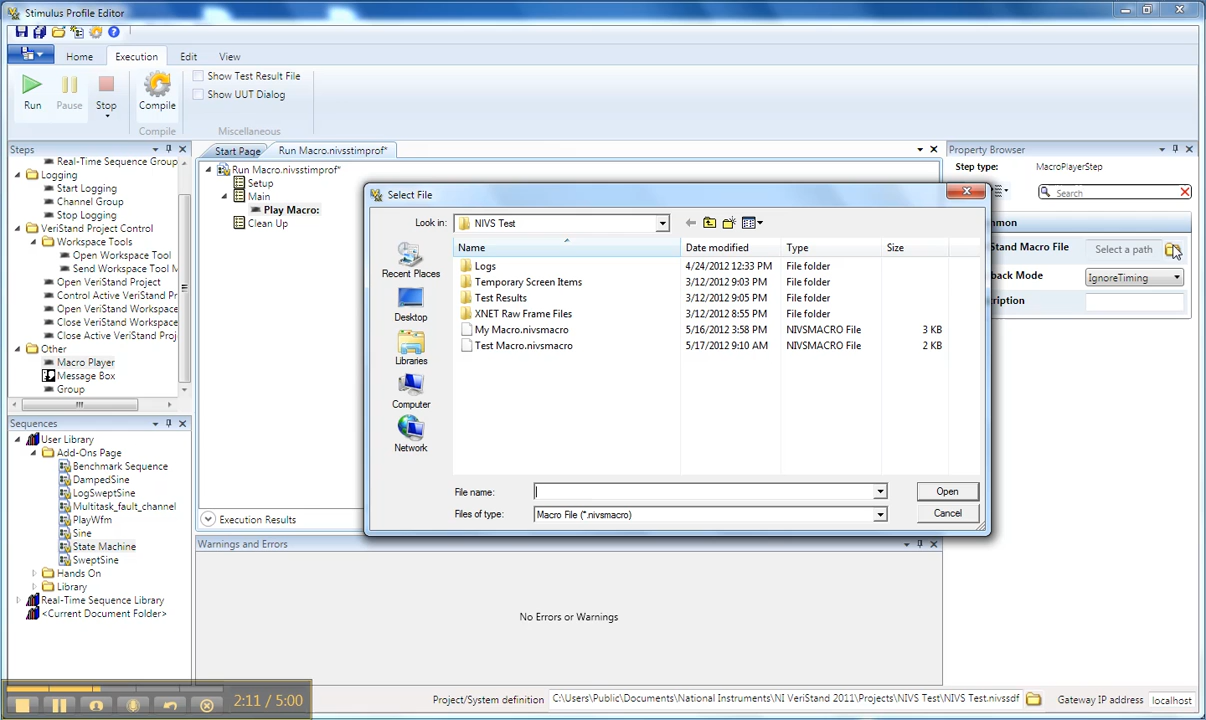 Stimulus Profile Editor
Home Execution Edit View
Run Pause Stop Compile
Show Test Result File
Show UUT Dialog
Compile Miscellaneous
Steps
Real-Time Sequence Group
Logging
Start Logging
Channel Group
Stop Logging
VeriStand Project Control
Workspace Tools
Open Workspace Tool
Send Workspace Tool M
Open VeriStand Project
Control Active VeriStand Proj
Open VeriStand Workspace
Close VeriStand Workspace
Close Active VeriStand Proj
Other
Macro Player
Message Box
Group
Sequences
User Library
Add-Ons Page
Benchmark Sequence
DampedSine
LogSweptSine
Multitask_fault_channel
PlayWfm
Sine
State Machine
SweptSine
Hands On
Library
Real-Time Sequence Library
<Current Document Folder>
Start Page Run Macro.nivsstimprof*
Run Macro.nivsstimprof*
Setup
Main
Play Macro:
Clean Up
Execution Results
Select File
Look in: NIVS Test
Recent Places
Desktop
Libraries
Computer
Network
Name Date modified Type Size
Logs 4/24/2012 12:33 PM File folder
Temporary Screen Items 3/12/2012 9:03 PM File folder
Test Results 3/12/2012 9:05 PM File folder
XNET Raw Frame Files 3/12/2012 8:55 PM File folder
My Macro.nivsmacro 5/16/2012 3:58 PM NIVSMACRO File 3 KB
Test Macro.nivsmacro 5/17/2012 9:10 AM NIVSMACRO File 2 KB
File name: Open
Files of type: Macro File (*.nivsmacro) Cancel
Property Browser
Step type: MacroPlayerStep
Search
mmon
Stand Macro File Select a path
back Mode IgnoreTiming
cription
Warnings and Errors
No Errors or Warnings
2:11 / 5:00
Project/System definition C:\Users\Public\Documents\National Instruments\NI VeriStand 2011\Projects\NIVS Test\NIVS Test.nivssdf Gateway IP address localhost